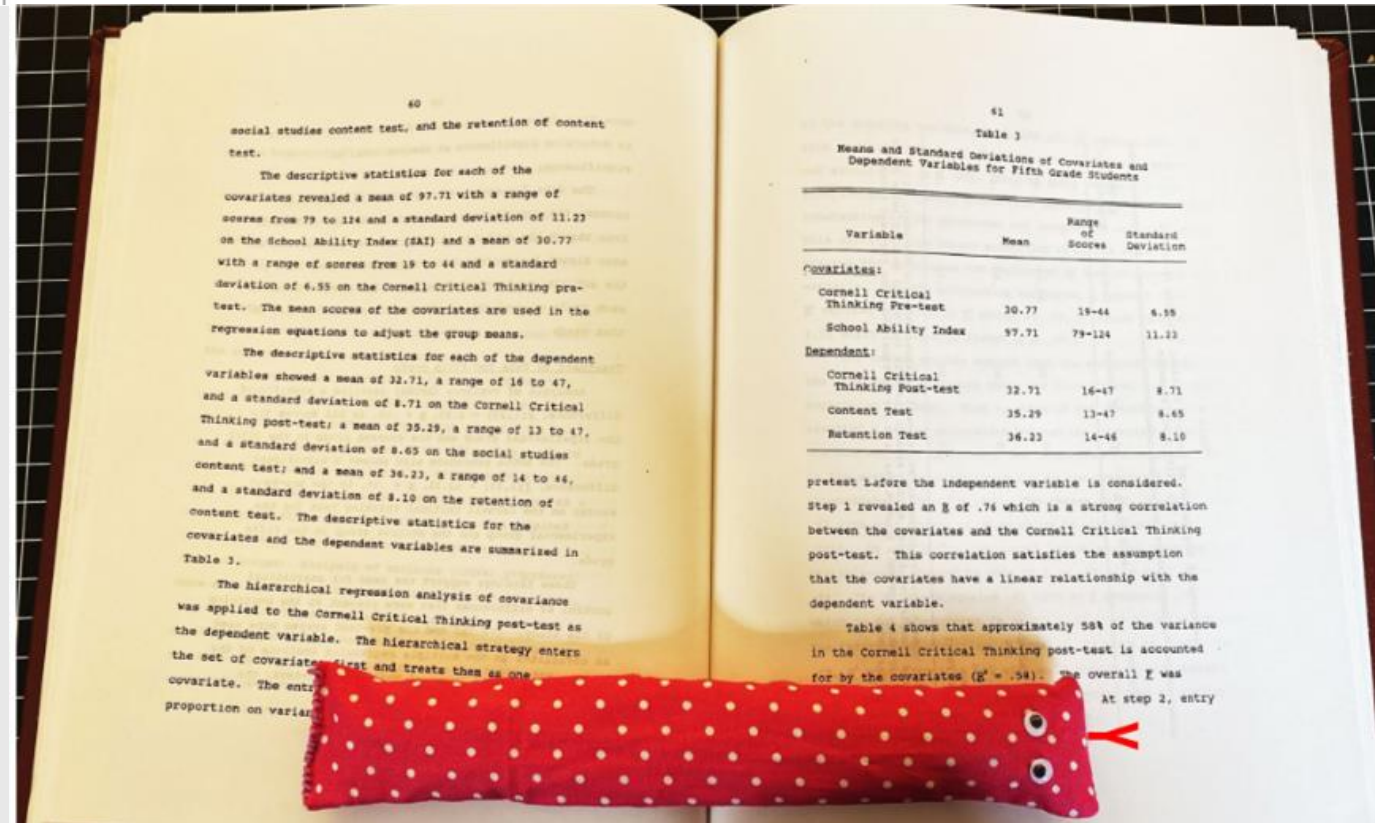 60
social studies content test, and the retention of content
test.
The descriptive statistics for each of the
covariates revealed a mean of 97.71 with a range of
scores from 79 to 124 and a standard deviation of 11.23
on the School Ability Index (SAI) and a mean of 30.77
with a range of scores from 19 to 44 and a standard
deviation of 6.55 on the Cornell Critical Thinking pre-
test. The mean scores of the covariates are used in the
regression equations to adjust the group means.
The descriptive statistics for each of the dependent
variables showed a mean of 32.71, a range of 16 to 47,
and a standard deviation of 8.71 on the Cornell Critical
Thinking post-test; a mean of 35.29, a range of 13 to 47,
and a standard deviation of 8.65 on the social studies
content test; and a mean of 36.23, a range of 14 to 46,
and a standard deviation of 8.10 on the retention of
content test. The descriptive statistics for the
covariates and the dependent variables are summarized in
Table 3.
The hierarchical regression analysis of covariance
was applied to the Cornell Critical Thinking post-test as
the dependent variable. The hierarchical strategy enters
the set of covariates first and treats them as one
covariate. The
proportion on
61
Table 3
Means and Standard Deviations of Covariates and
Dependent Variables for Fifth Grade Students
Range
of Standard
Variable Mean Scores Deviation
Covariates:
Cornell Critical
Thinking Pre-test 30.77 19-44 6.55
School Ability Index 97.71 79-124 11.23
Dependent:
Cornell Critical
Thinking Post-test 32.71 16-47 8.71
Content Test 35.29 13-47 8.65
Retention Test 36.23 14-46 8.10
pretest before the independent variable is considered.
Step 1 revealed an R of .76 which is a strong correlation
between the covariates and the Cornell Critical Thinking
post-test. This correlation satisfies the assumption
that the covariates have a linear relationship with the
dependent variable.
Table 4 shows that approximately 58% of the variance
in the Cornell Critical Thinking post-test is accounted
for by the covariates (R² = .58). The overall F was
At step 2, entry